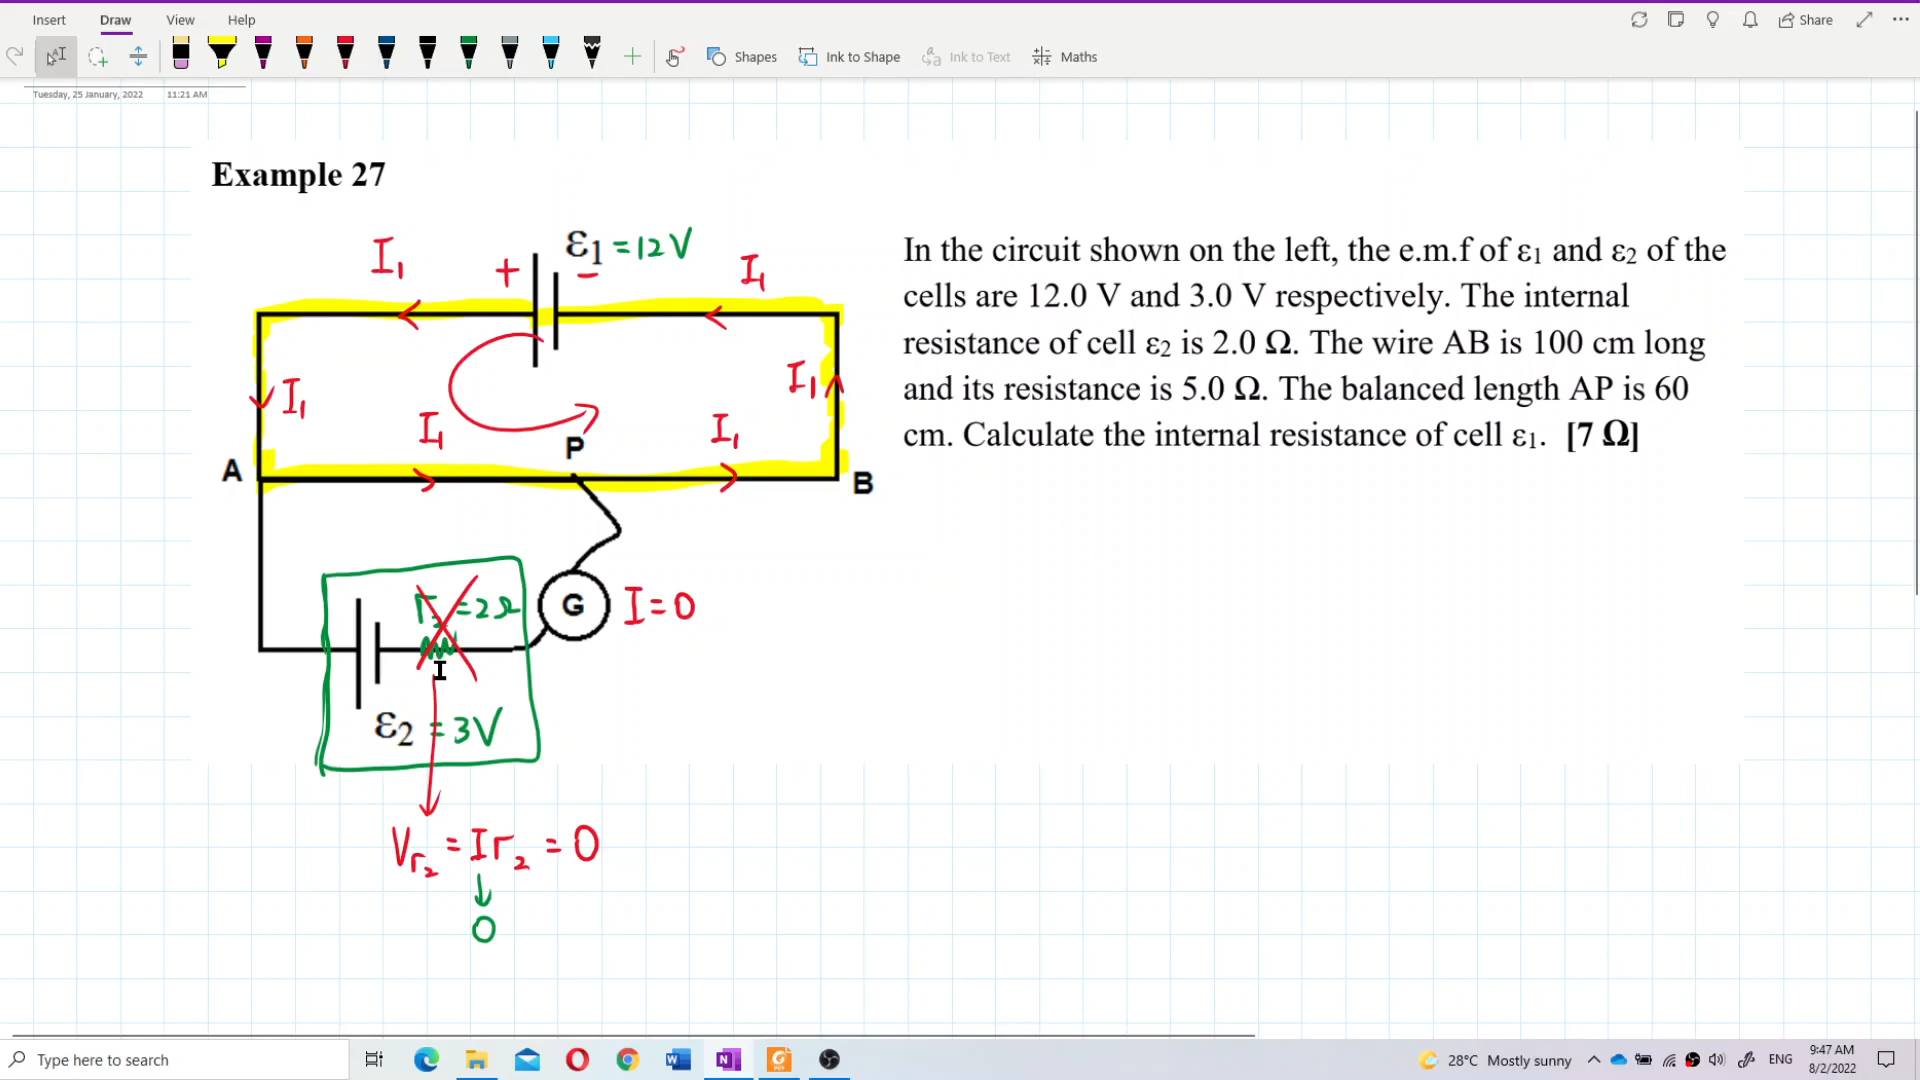 Insert Draw View Help
Share
Shapes Ink to Shape Ink to Text Maths
Tuesday, 25 January, 2022 11:21 AM
Example 27
I₁ + ε1 = 12 V
− I₁
In the circuit shown on the left, the e.m.f of ε1 and ε2 of the
cells are 12.0 V and 3.0 V respectively. The internal
resistance of cell ε2 is 2.0 Ω. The wire AB is 100 cm long
and its resistance is 5.0 Ω. The balanced length AP is 60
cm. Calculate the internal resistance of cell ε1. [7 Ω]
I₁ I₁
I₁ P I₁
A B
r₂ = 2Ω G I = 0
ε2 = 3V
Vr₂ = Ir₂ = 0
0
Type here to search
28°C Mostly sunny ENG 9:47 AM
8/2/2022